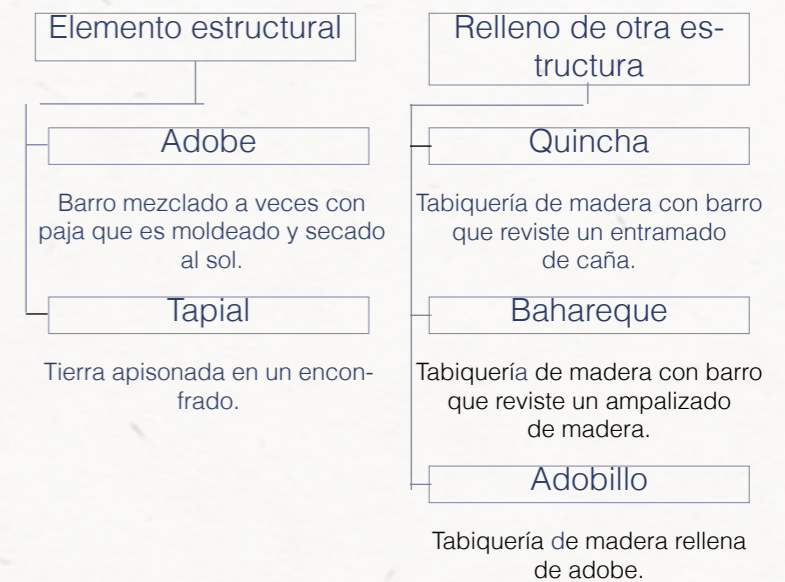 Elemento estructural
Adobe
Barro mezclado a veces con
paja que es moldeado y secado
al sol.
Tapial
Tierra apisonada en un encon-
frado.
Relleno de otra es-
tructura
Quincha
Tabiquería de madera con barro
que reviste un entramado
de caña.
Bahareque
Tabiquería de madera con barro
que reviste un ampalizado
de madera.
Adobillo
Tabiquería de madera rellena
de adobe.